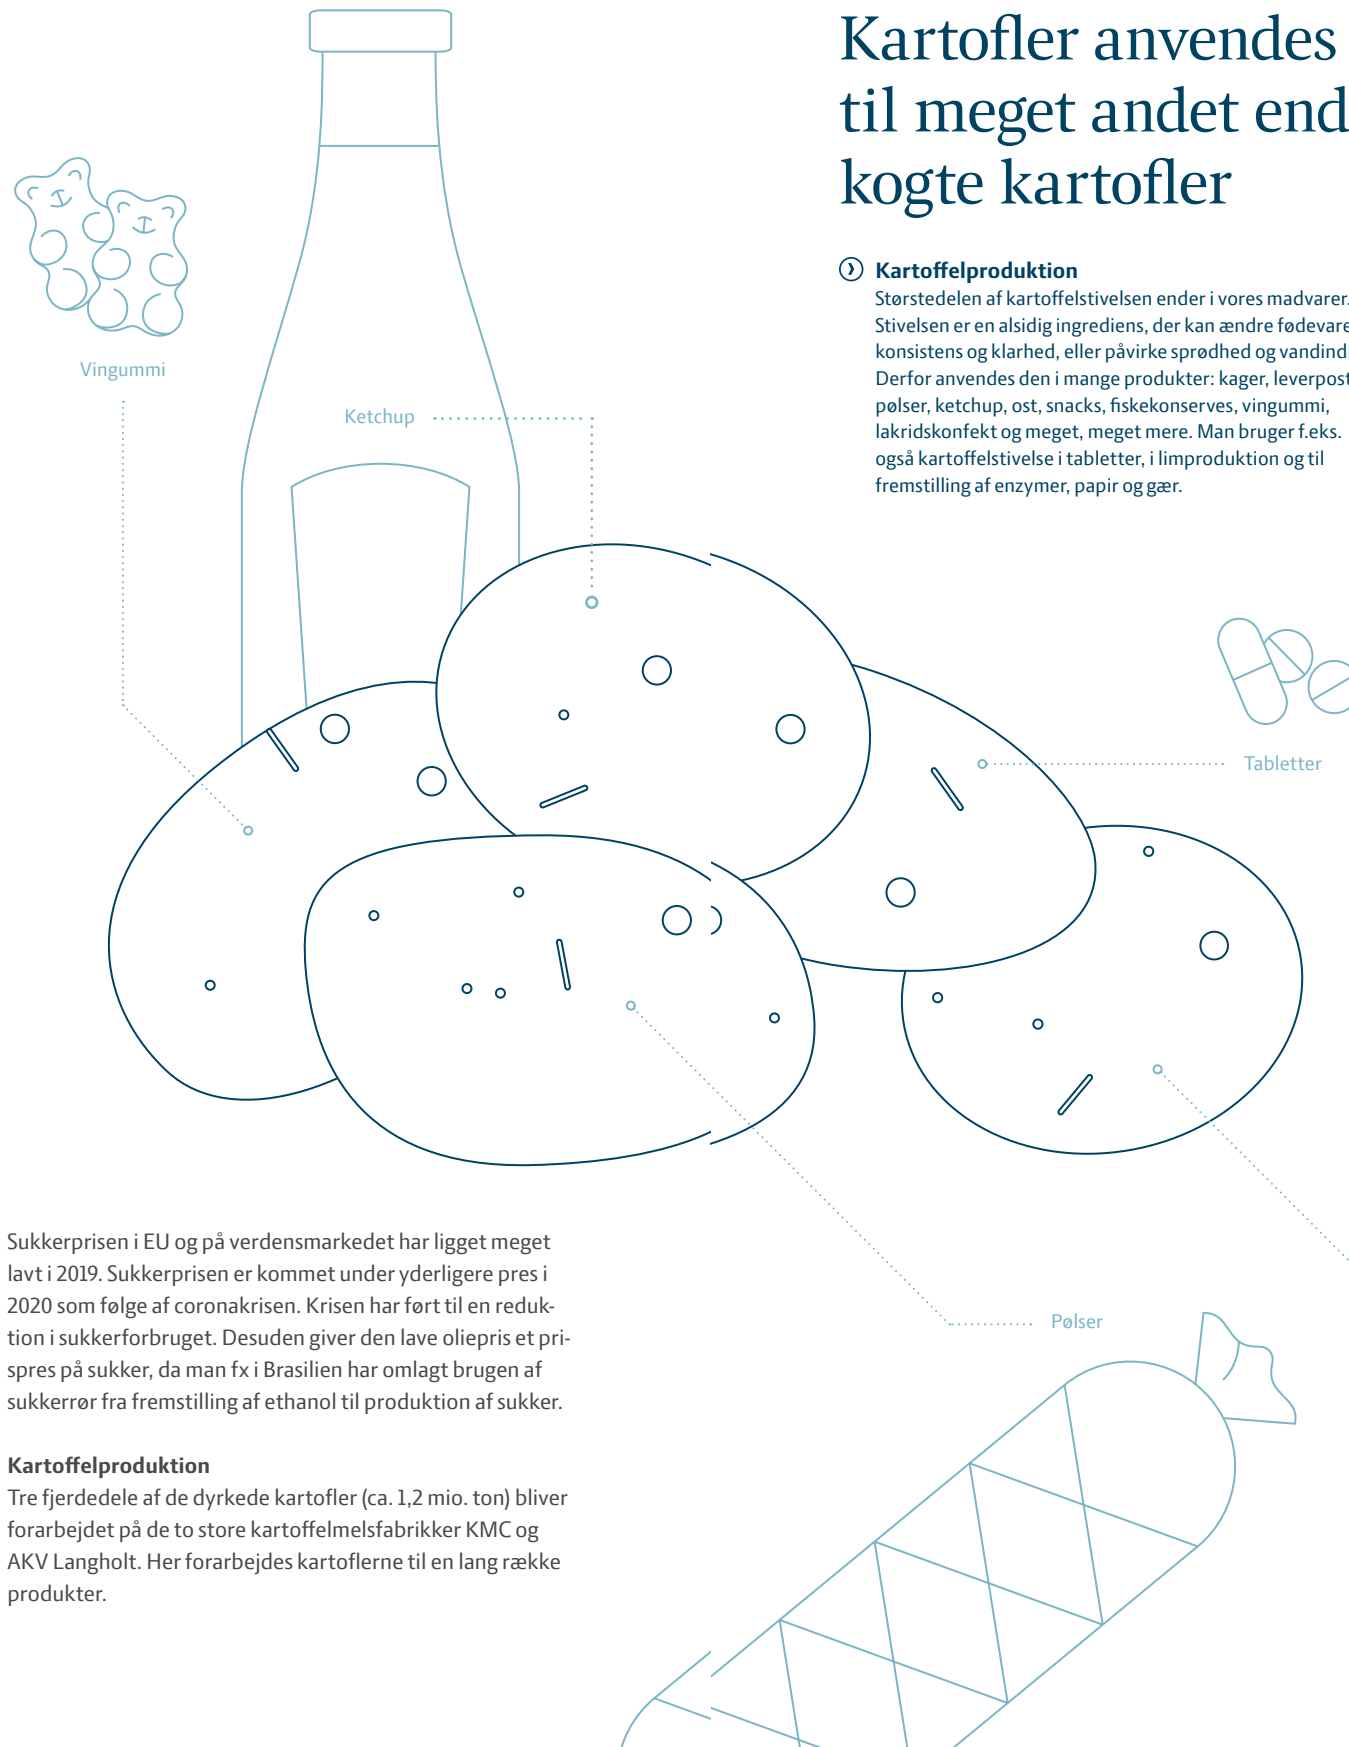 Kartofler anvendes
til meget andet end
kogte kartofler
Kartoffelproduktion
Størstedelen af kartoffelstivelsen ender i vores madvarer.
Stivelsen er en alsidig ingrediens, der kan ændre fødevare
konsistens og klarhed, eller påvirke sprødhed og vandind
Derfor anvendes den i mange produkter: kager, leverpost
pølser, ketchup, ost, snacks, fiskekonserves, vingummi,
lakridskonfekt og meget, meget mere. Man bruger f.eks.
også kartoffelstivelse i tabletter, i limproduktion og til
fremstilling af enzymer, papir og gær.
Vingummi
Ketchup
Tabletter
Pølser
Sukkerprisen i EU og på verdensmarkedet har ligget meget
lavt i 2019. Sukkerprisen er kommet under yderligere pres i
2020 som følge af coronakrisen. Krisen har ført til en reduk-
tion i sukkerforbruget. Desuden giver den lave oliepris et pri-
spres på sukker, da man fx i Brasilien har omlagt brugen af
sukkerrør fra fremstilling af ethanol til produktion af sukker.
Kartoffelproduktion
Tre fjerdedele af de dyrkede kartofler (ca. 1,2 mio. ton) bliver
forarbejdet på de to store kartoffelmelsfabrikker KMC og
AKV Langholt. Her forarbejdes kartoflerne til en lang række
produkter.